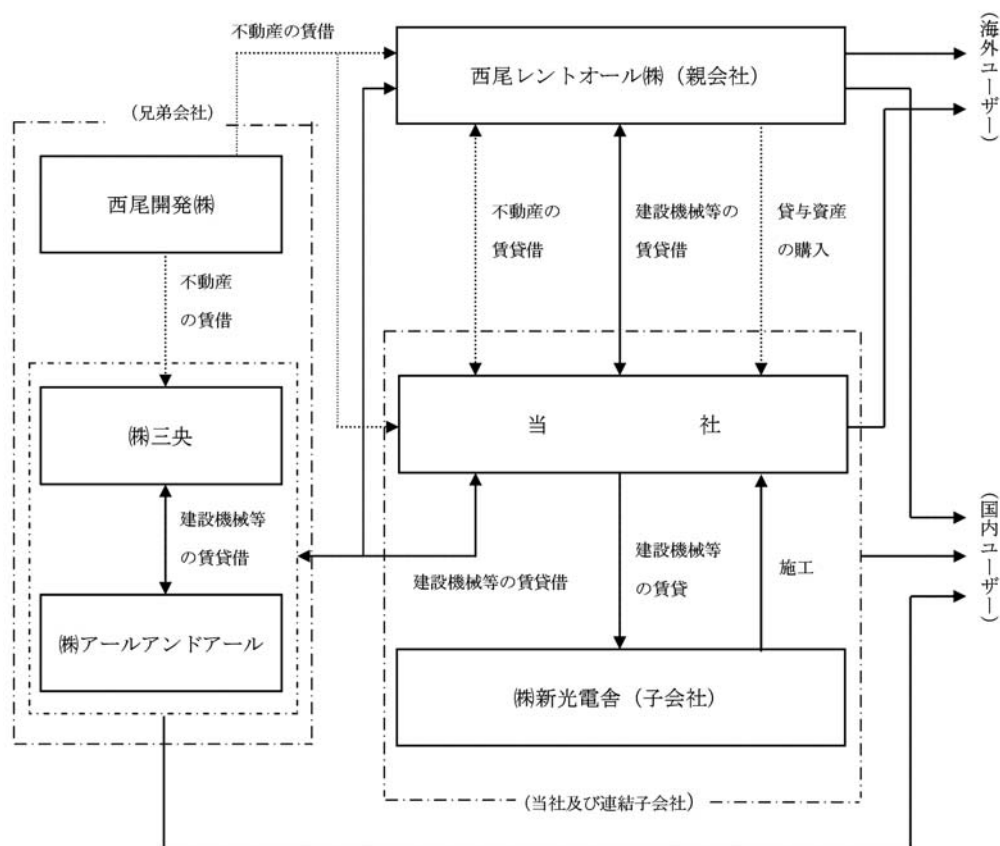 不動産の賃借
西尾レントオール㈱（親会社）
(海外ユーザー)
(兄弟会社)
西尾開発㈱
不動産の
賃貸借
建設機械等の
賃貸借
貸与資産
の購入
不動産
の賃借
㈱三央
当　　　社
建設機械等
の賃貸借
建設機械等の賃貸借
建設機械等
の賃貸
施工
(国内ユーザー)
㈱アールアンドアール
㈱新光電舎（子会社）
(当社及び連結子会社)